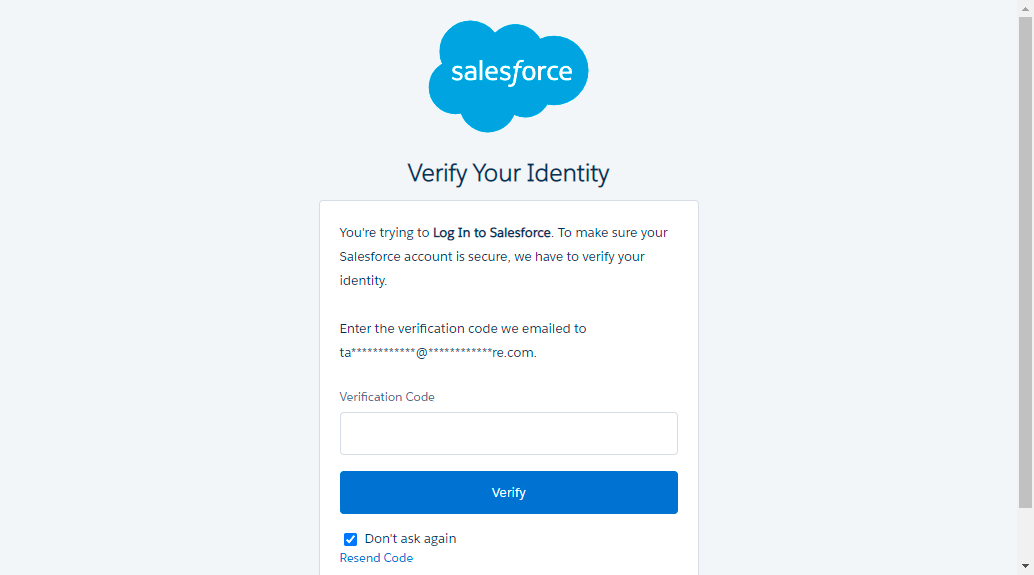 salesforce
Verify Your Identity
You're trying to Log In to Salesforce. To make sure your
Salesforce account is secure, we have to verify your
identity.
Enter the verification code we emailed to
ta************@************re.com.
Verification Code
Verify
Don't ask again
Resend Code